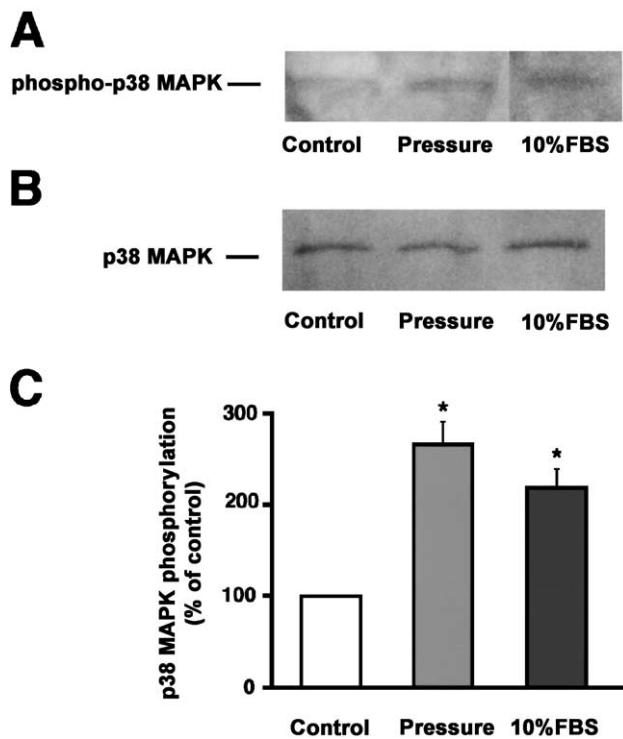 A
phospho-p38 MAPK
Control Pressure 10%FBS
B
p38 MAPK
Control Pressure 10%FBS
C
p38 MAPK phosphorylation
(% of control)
300
200
100
0
* *
Control Pressure 10%FBS